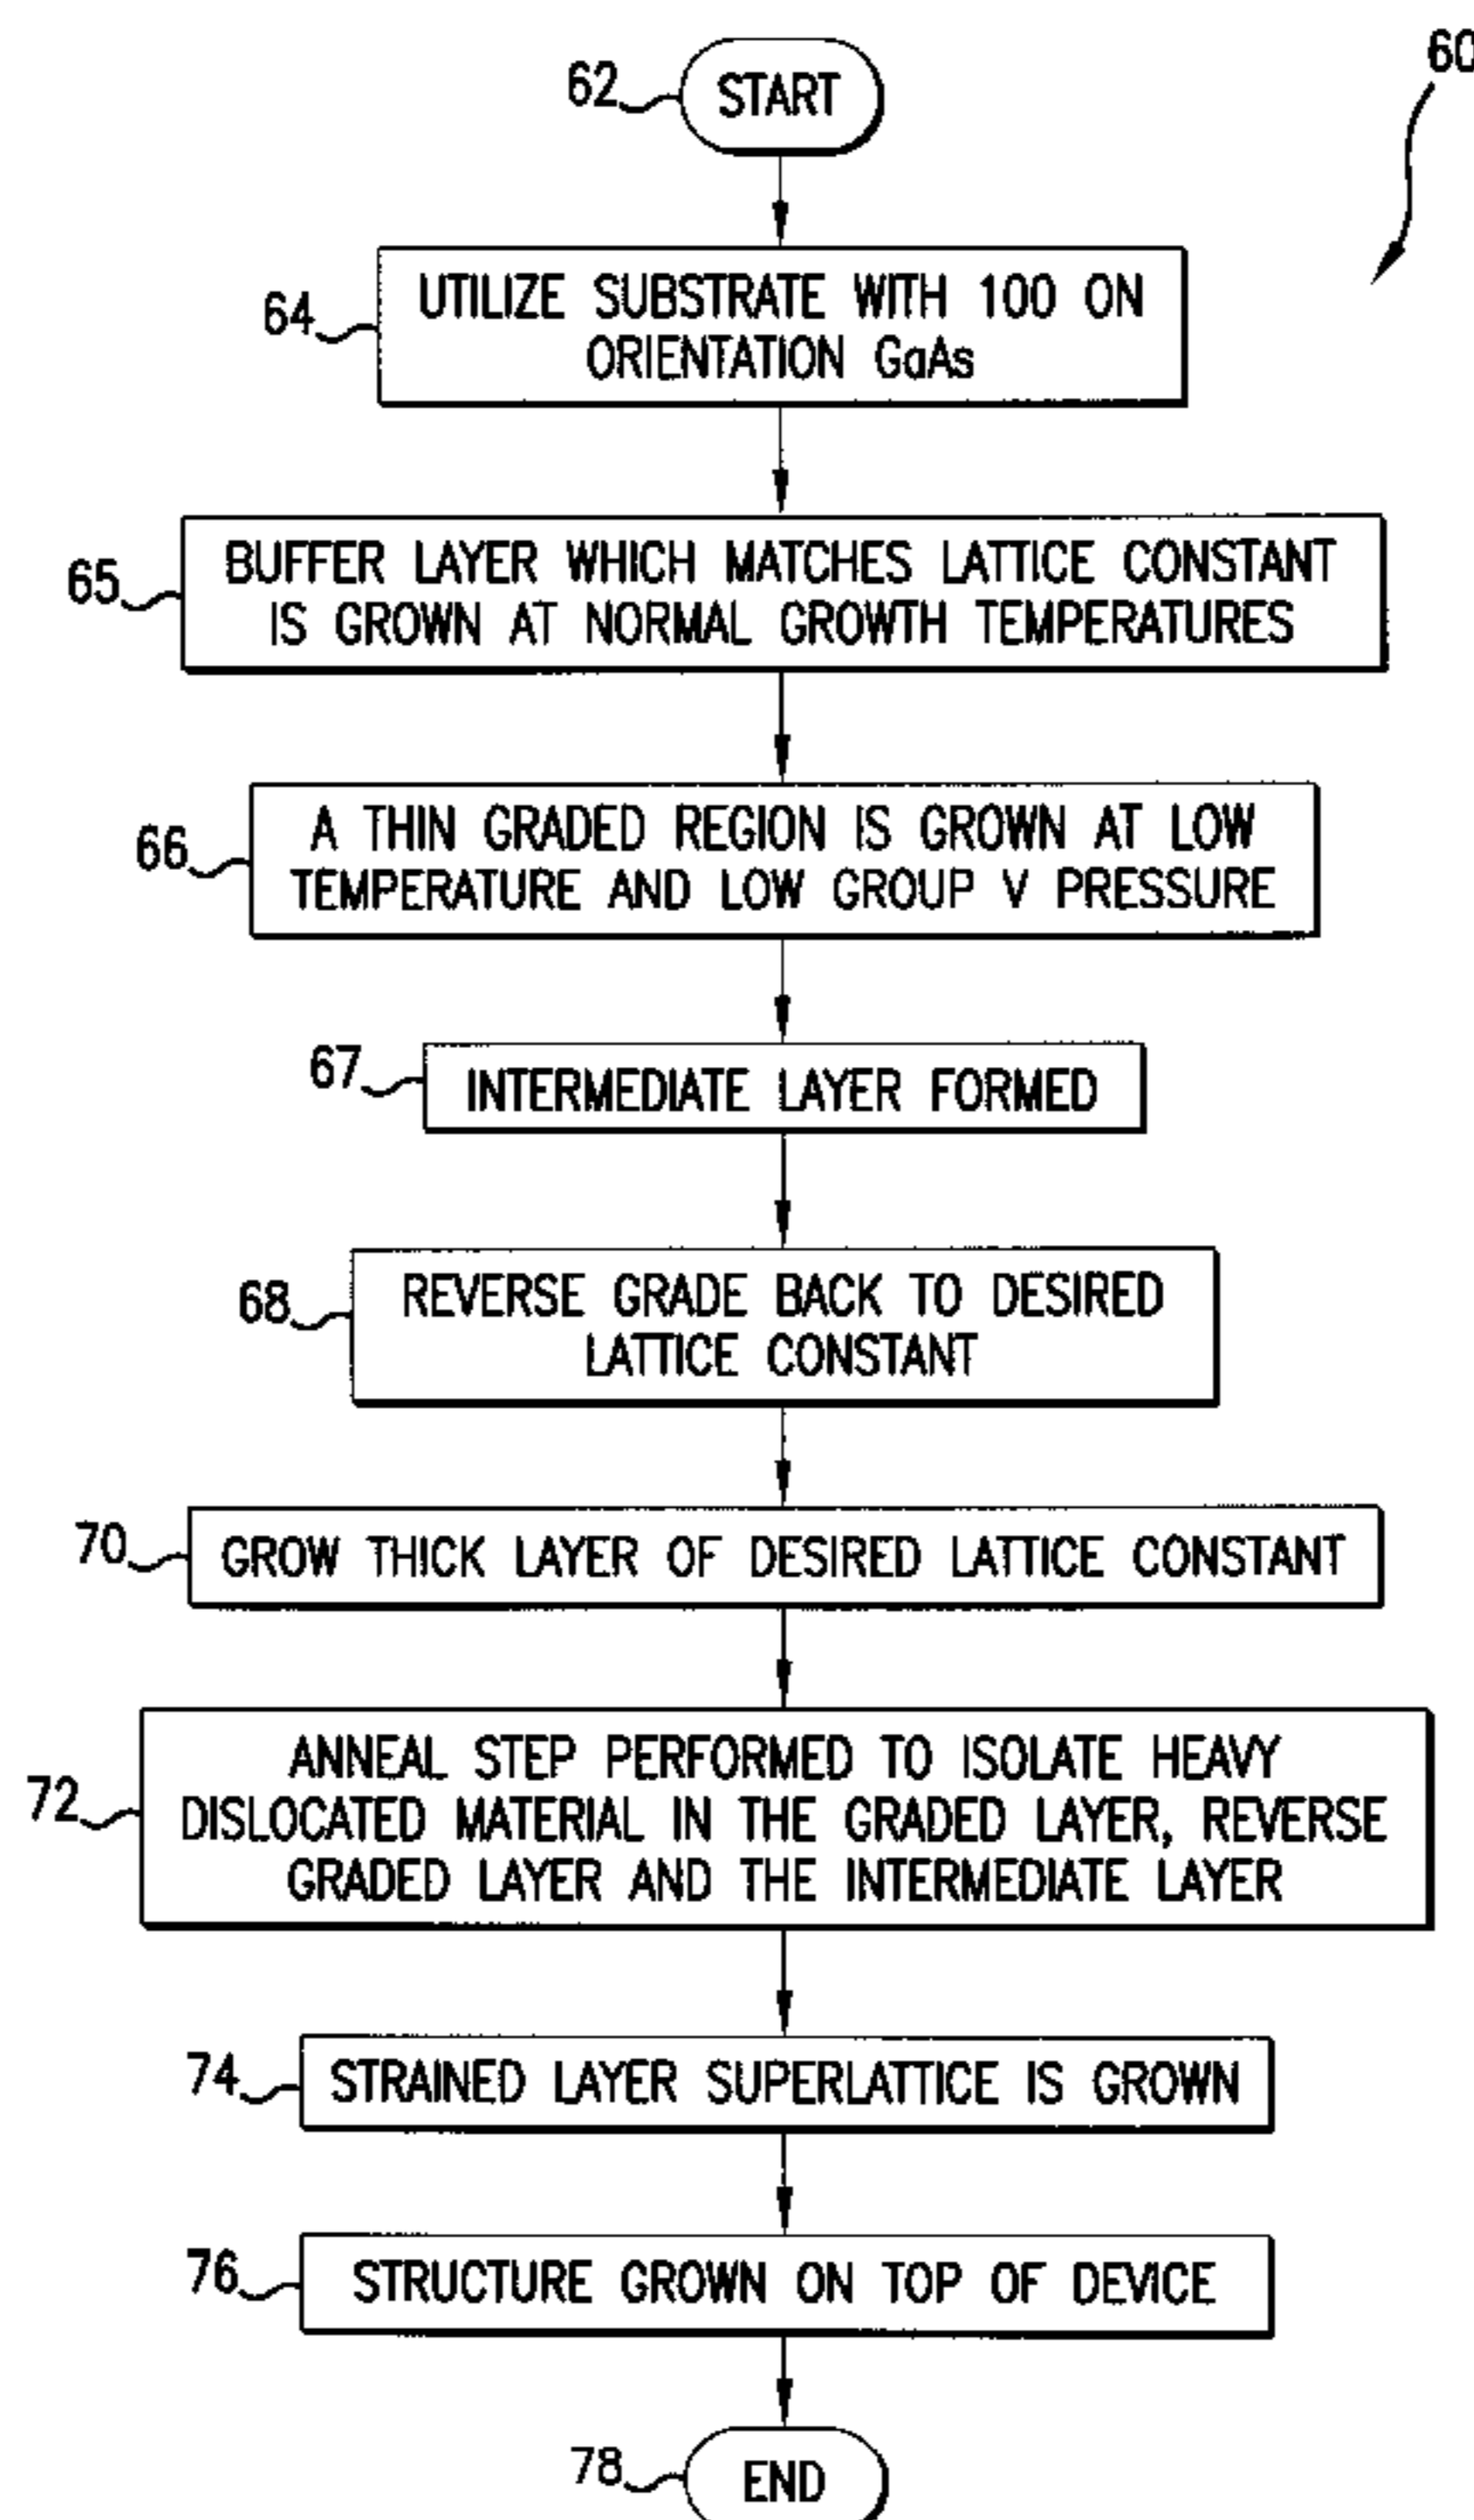 60
62
START
64
UTILIZE SUBSTRATE WITH 100 ON
ORIENTATION GaAs
65
BUFFER LAYER WHICH MATCHES LATTICE CONSTANT
IS GROWN AT NORMAL GROWTH TEMPERATURES
66
A THIN GRADED REGION IS GROWN AT LOW
TEMPERATURE AND LOW GROUP V PRESSURE
67
INTERMEDIATE LAYER FORMED
68
REVERSE GRADE BACK TO DESIRED
LATTICE CONSTANT
70
GROW THICK LAYER OF DESIRED LATTICE CONSTANT
72
ANNEAL STEP PERFORMED TO ISOLATE HEAVY
DISLOCATED MATERIAL IN THE GRADED LAYER, REVERSE
GRADED LAYER AND THE INTERMEDIATE LAYER
74
STRAINED LAYER SUPERLATTICE IS GROWN
76
STRUCTURE GROWN ON TOP OF DEVICE
78
END